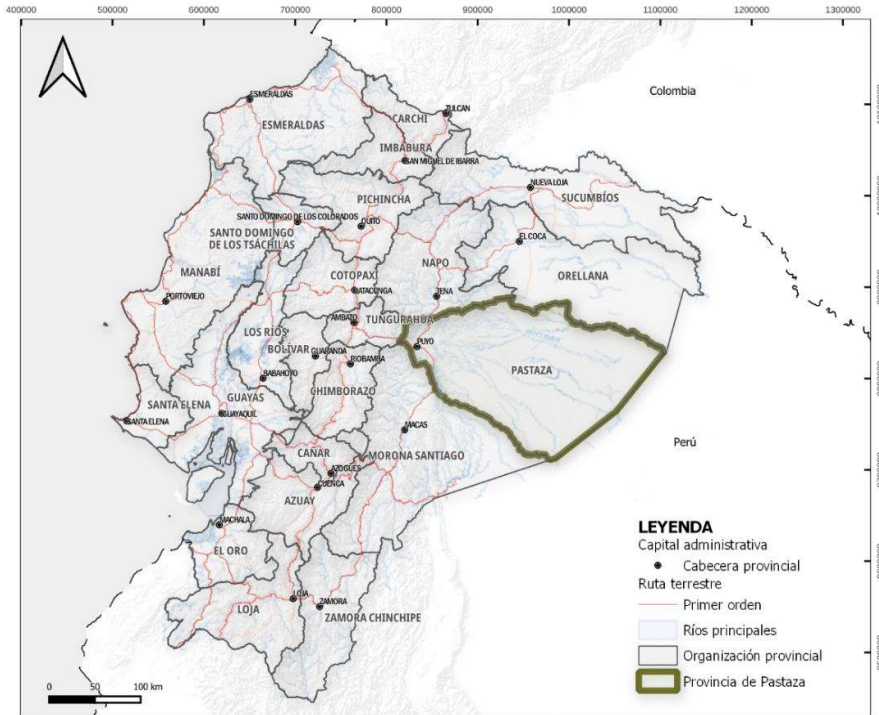 400000 500000 600000 700000 800000 900000 1000000 1100000 1200000 1300000
Colombia
ESMERALDAS
TULCAN
CARCHI
ESMERALDAS
IMBABURA
SAN MIGUEL DE IBARRA
NUEVA LOJA
SUCUMBÍOS
PICHINCHA
SANTO DOMINGO DE LOS COLORADOS
QUITO
SANTO DOMINGO
DE LOS TSÁCHILAS
EL COCA
NAPO
MANABÍ
COTOPAXI
ORELLANA
LATACUNGA
TENA
PORTOVIEJO
AMBATO
TUNGURAHUA
LOS RÍOS
PUYO
BOLIVAR
GUARANDA
RIOBAMBA
PASTAZA
BABAHOYO
CHIMBORAZO
GUAYAS
SANTA ELENA
GUAYAQUIL
SANTA ELENA
MACAS
Perú
CAÑAR
MORONA SANTIAGO
AZOGUES
CUENCA
AZUAY
MACHALA
EL ORO
LOJA
ZAMORA
LOJA
ZAMORA CHINCHIPE
LEYENDA
Capital administrativa
Cabecera provincial
Ruta terrestre
Primer orden
Ríos principales
Organización provincial
Provincia de Pastaza
0 50 100 km